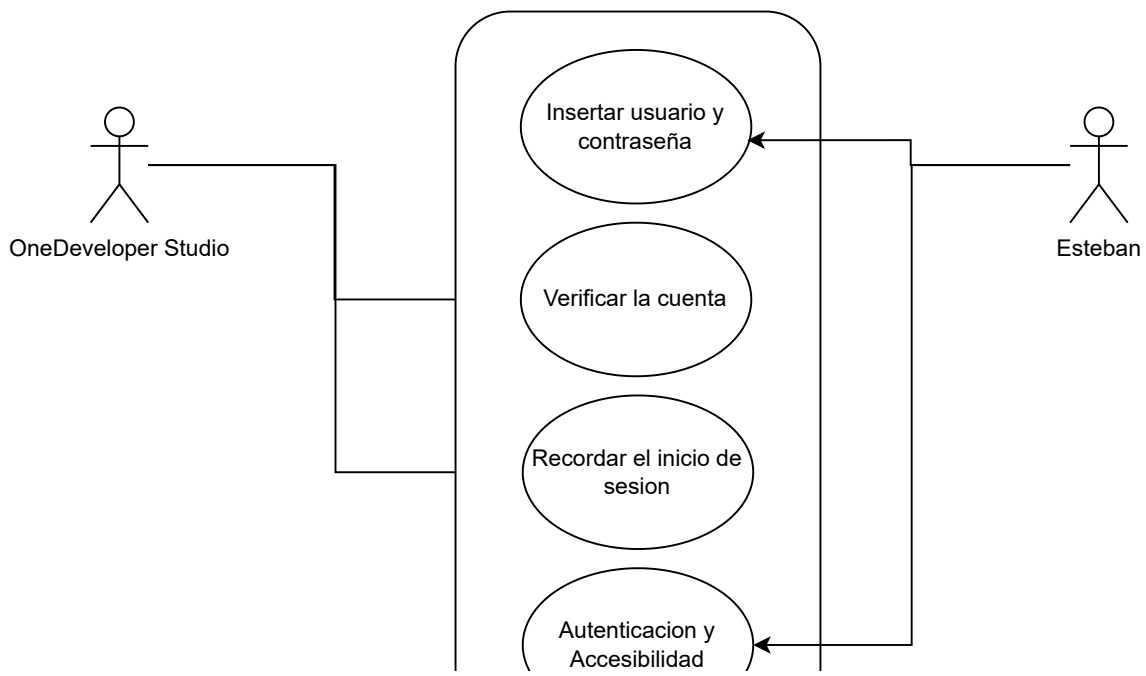 Insertar usuario y
contraseña
OneDeveloper Studio
Esteban
Verificar la cuenta
Recordar el inicio de
sesion
Autenticacion y
Accesibilidad